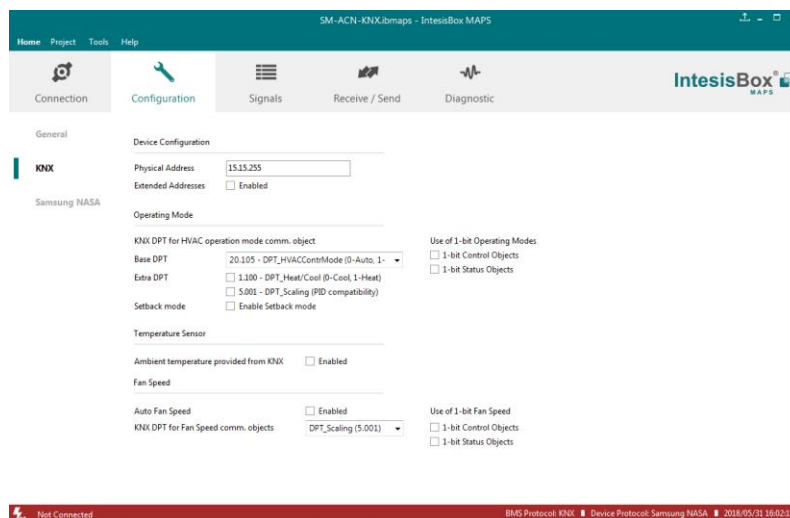 SM-ACN-KNX.ibmaps - IntesisBox MAPS
Home Project Tools Help
Connection Configuration Signals Receive / Send Diagnostic
IntesisBox®
MAPS
General
KNX
Samsung NASA
Device Configuration
Physical Address 15.15.255
Extended Addresses Enabled
Operating Mode
KNX DPT for HVAC operation mode comm. object Use of 1-bit Operating Modes
Base DPT 20.105 - DPT_HVACContrMode (0-Auto, 1- 1-bit Control Objects
Extra DPT 1.100 - DPT_Heat/Cool (0-Cool, 1-Heat) 1-bit Status Objects
5.001 - DPT_Scaling (PID compatibility)
Setback mode Enable Setback mode
Temperature Sensor
Ambient temperature provided from KNX Enabled
Fan Speed
Auto Fan Speed Enabled Use of 1-bit Fan Speed
KNX DPT for Fan Speed comm. objects DPT_Scaling (5.001) 1-bit Control Objects
1-bit Status Objects
Not Connected BMS Protocol: KNX Device Protocol: Samsung NASA 2018/05/31 16:02:1